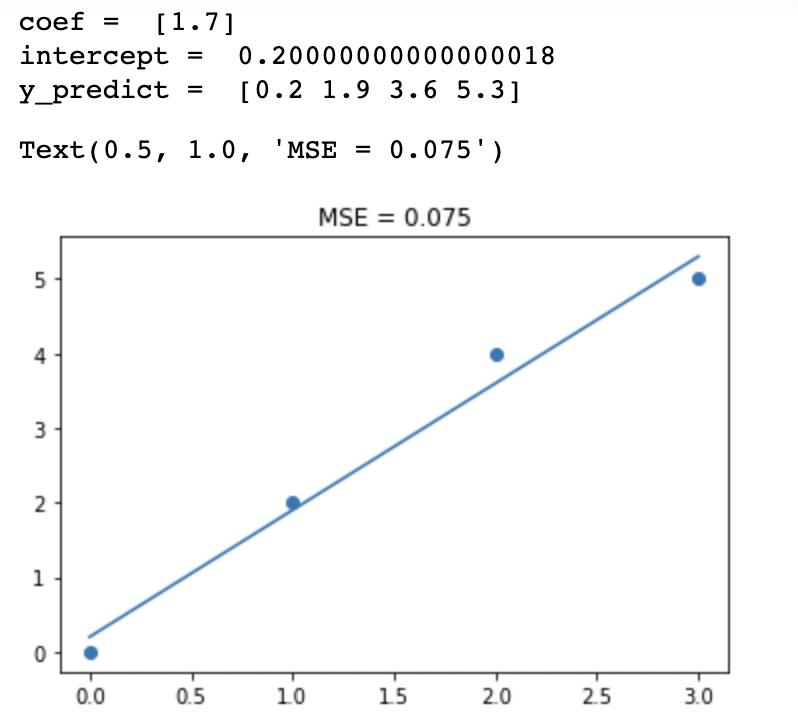 coef =  [1.7]
intercept =  0.20000000000000018
y_predict =  [0.2 1.9 3.6 5.3]
Text(0.5, 1.0, 'MSE = 0.075')
MSE = 0.075
5
4
3
2
1
0
0.0 0.5 1.0 1.5 2.0 2.5 3.0